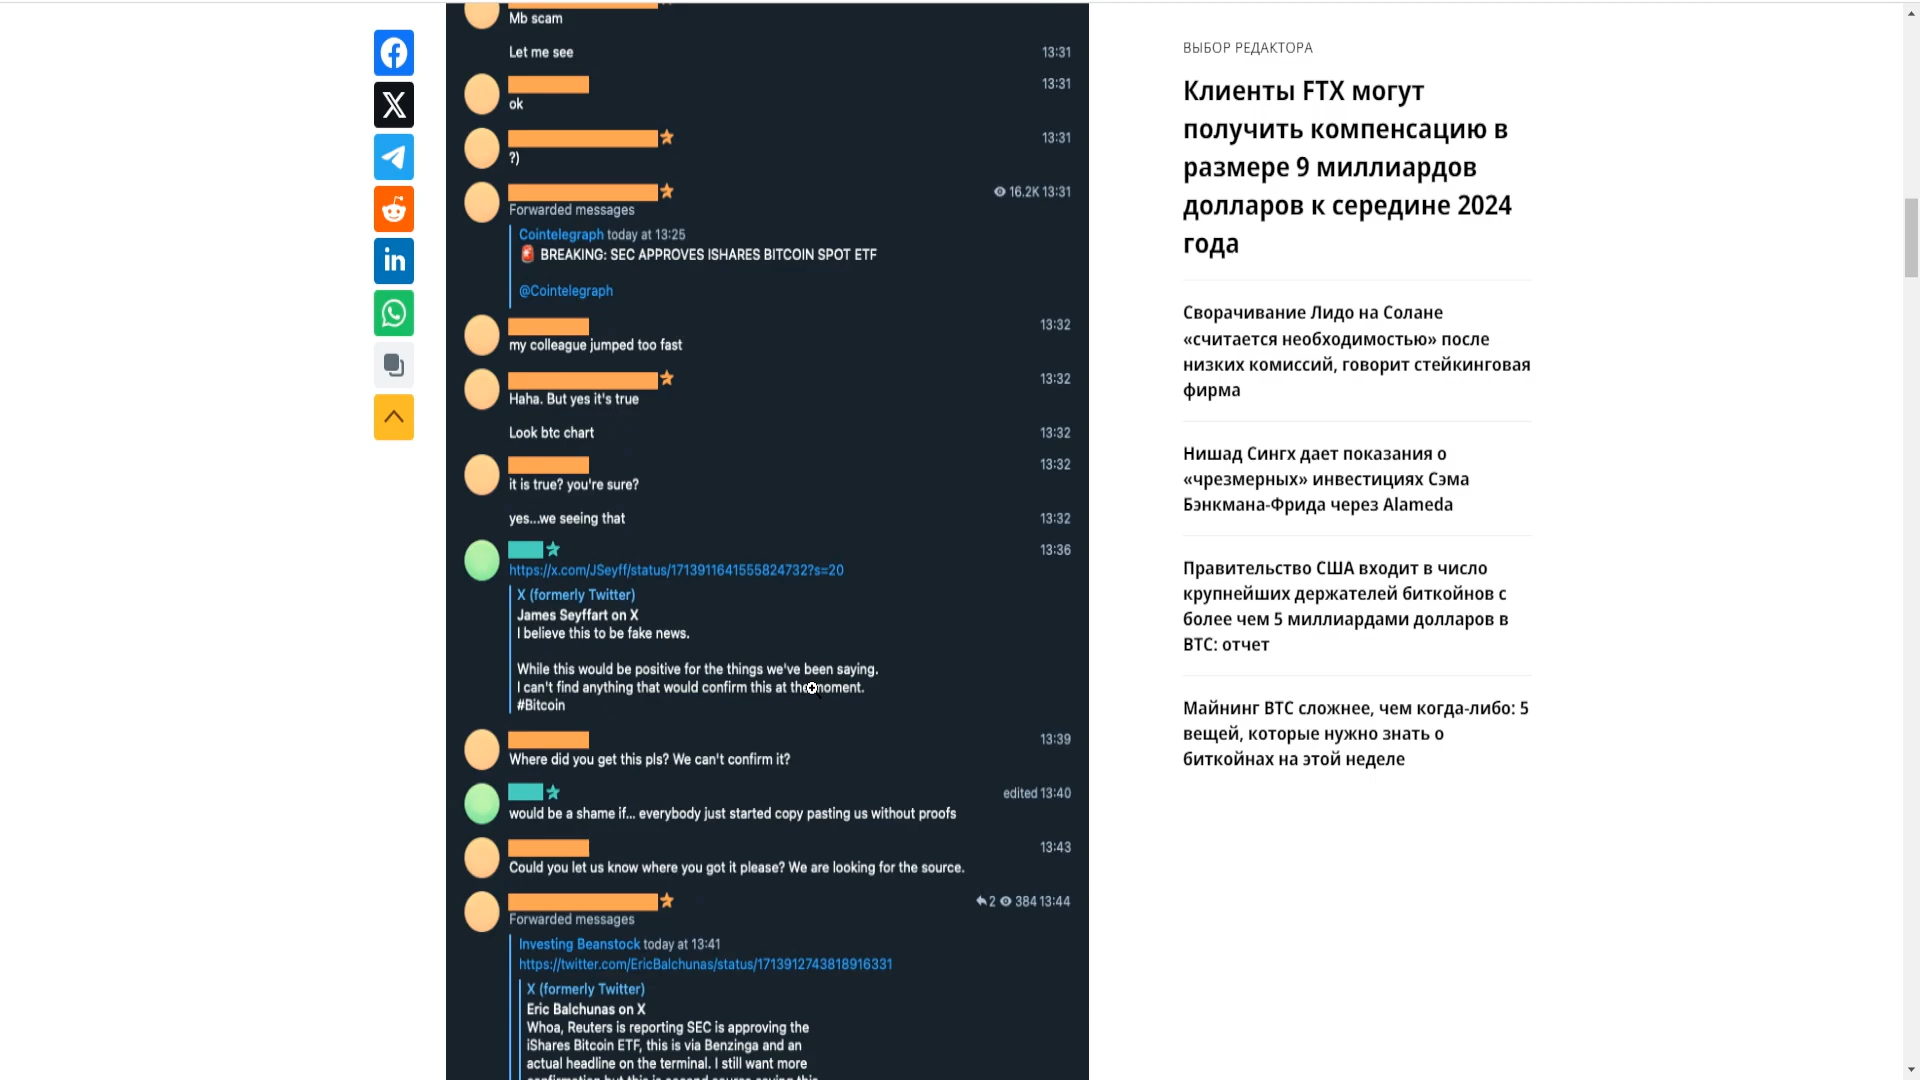 Mb scam
Let me see 13:31
13:31
ok
13:31
?)
16.2K 13:31
Forwarded messages
Cointelegraph today at 13:25
🚨 BREAKING: SEC APPROVES ISHARES BITCOIN SPOT ETF
@Cointelegraph
13:32
my colleague jumped too fast
13:32
Haha. But yes it's true
Look btc chart 13:32
13:32
it is true? you're sure?
yes...we seeing that 13:32
13:36
https://x.com/JSeyff/status/1713911641555824732?s=20
X (formerly Twitter)
James Seyffart on X
I believe this to be fake news.
While this would be positive for the things we've been saying.
I can't find anything that would confirm this at the moment.
#Bitcoin
13:39
Where did you get this pls? We can't confirm it?
edited 13:40
would be a shame if... everybody just started copy pasting us without proofs
13:43
Could you let us know where you got it please? We are looking for the source.
2 384 13:44
Forwarded messages
Investing Beanstock today at 13:41
https://twitter.com/EricBalchunas/status/1713912743818916331
X (formerly Twitter)
Eric Balchunas on X
Whoa, Reuters is reporting SEC is approving the
iShares Bitcoin ETF, this is via Benzinga and an
actual headline on the terminal. I still want more
confirmation but this is second source saying this
ВЫБОР РЕДАКТОРА
Клиенты FTX могут
получить компенсацию в
размере 9 миллиардов
долларов к середине 2024
года
Сворачивание Лидо на Солане
«считается необходимостью» после
низких комиссий, говорит стейкинговая
фирма
Нишад Сингх дает показания о
«чрезмерных» инвестициях Сэма
Бэнкмана-Фрида через Alameda
Правительство США входит в число
крупнейших держателей биткойнов с
более чем 5 миллиардами долларов в
BTC: отчет
Майнинг BTC сложнее, чем когда-либо: 5
вещей, которые нужно знать о
биткойнах на этой неделе